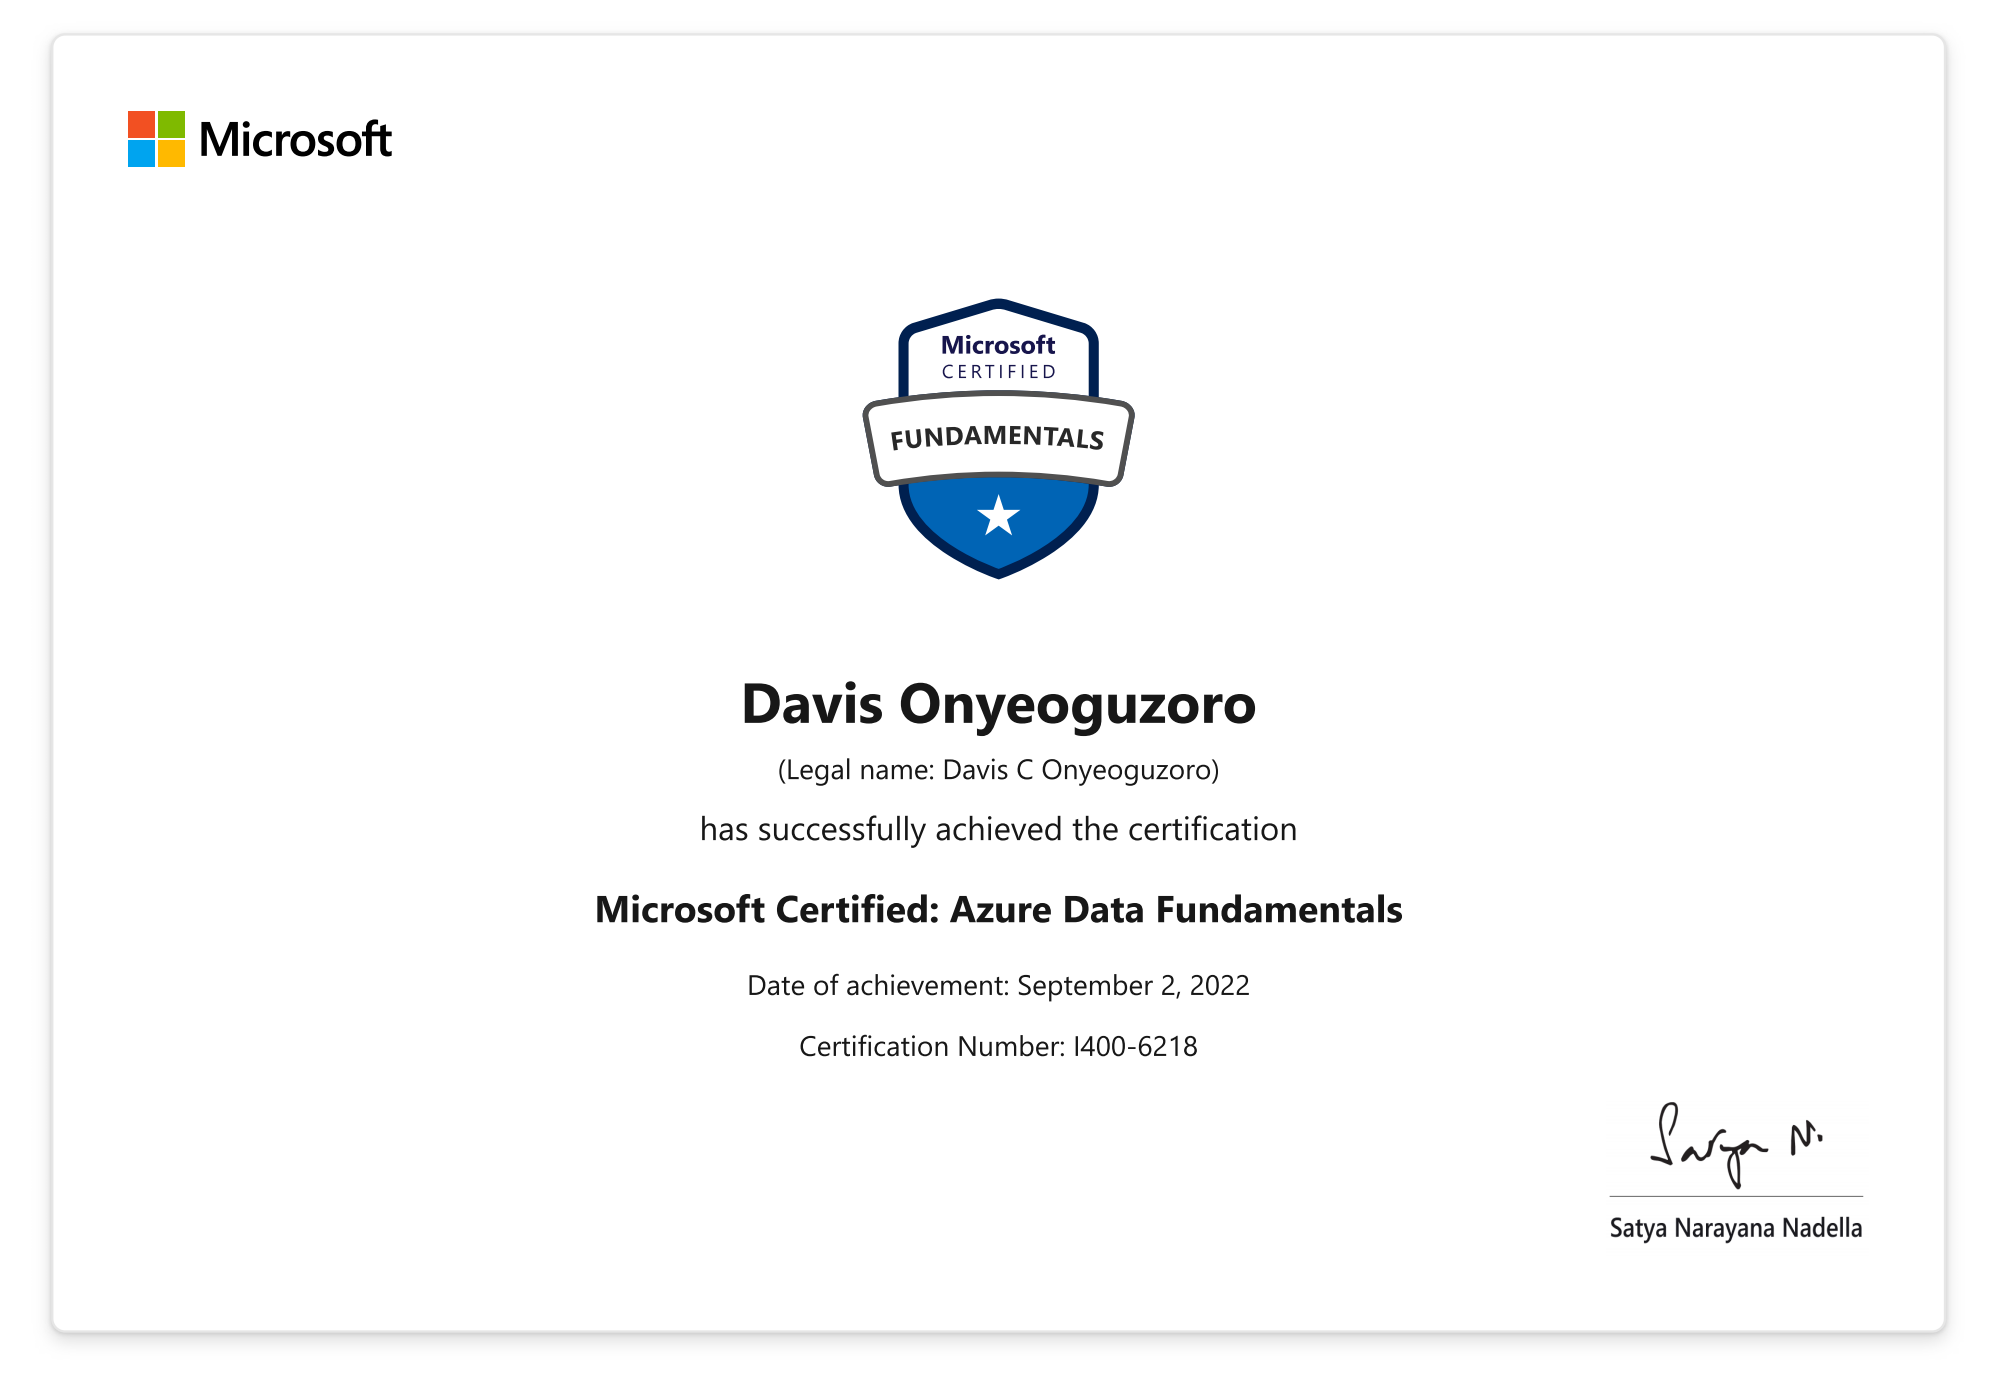 Microsoft
Microsoft
CERTIFIED
FUNDAMENTALS
Davis Onyeoguzoro
(Legal name: Davis C Onyeoguzoro)
has successfully achieved the certification
Microsoft Certified: Azure Data Fundamentals
Date of achievement: September 2, 2022
Certification Number: I400-6218
Satya N.
Satya Narayana Nadella